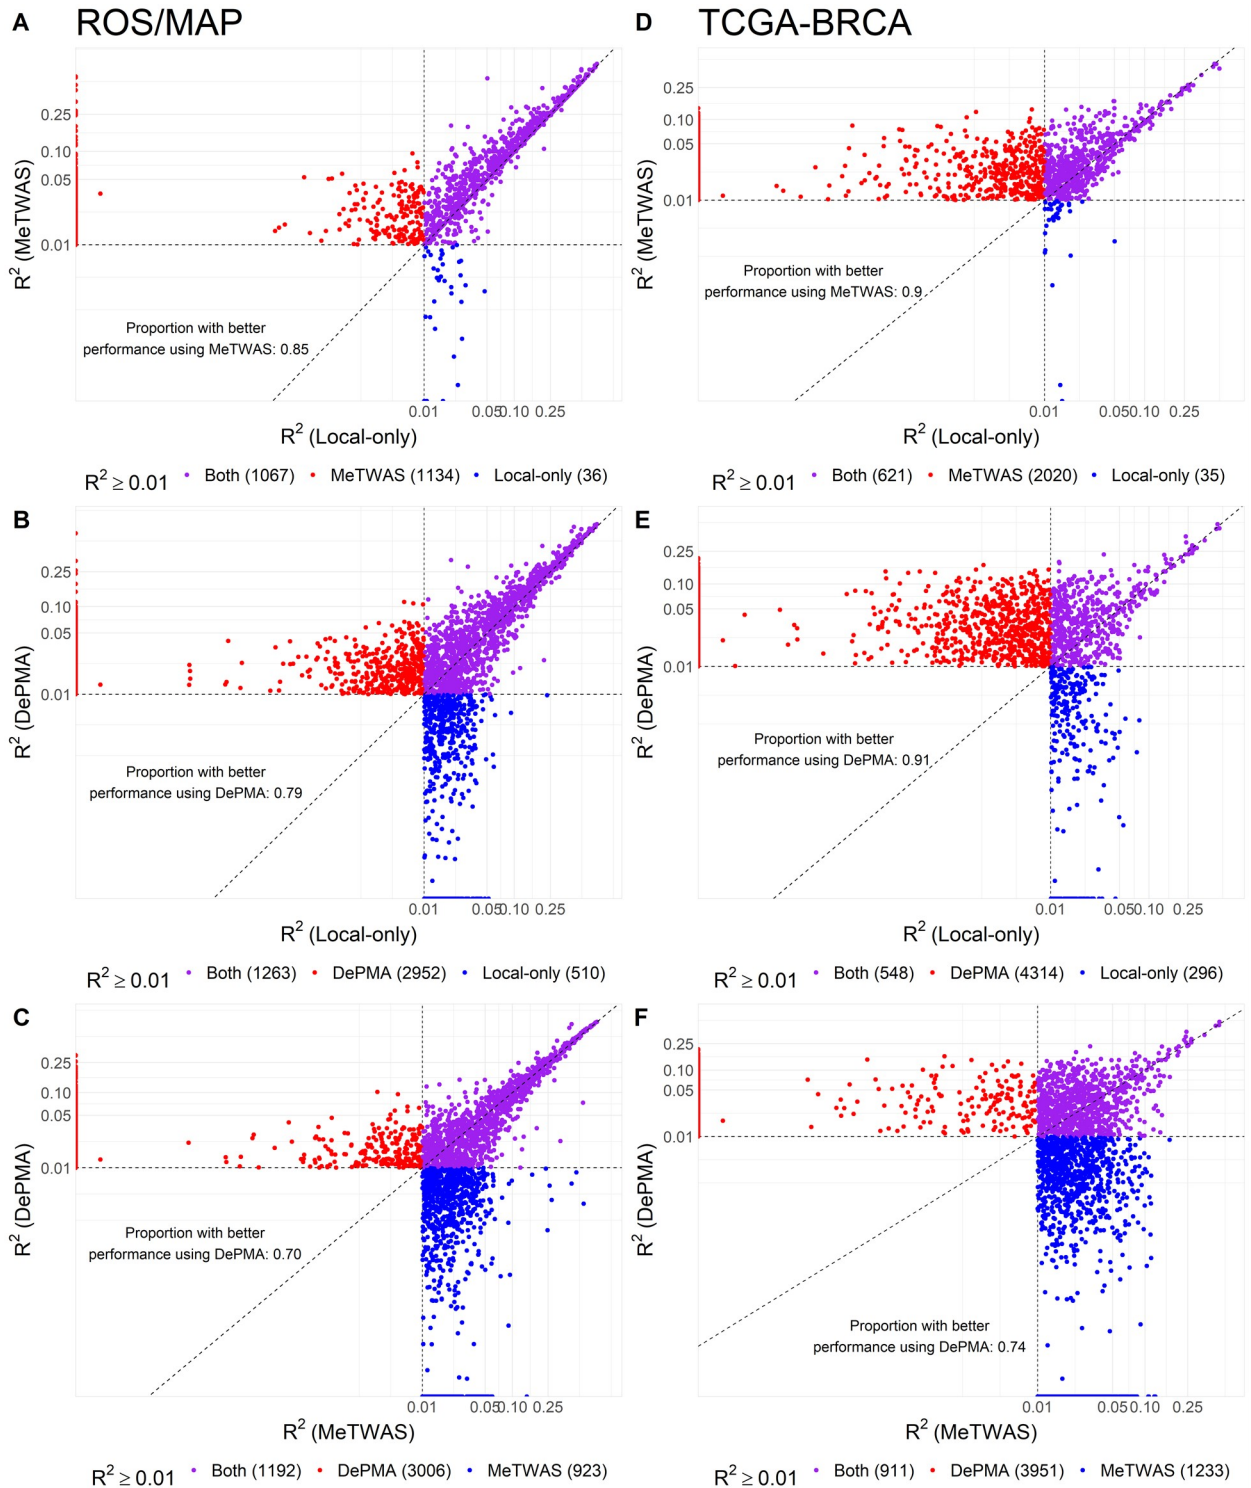 A ROS/MAP
R² (MeTWAS)
0.25
0.10
0.05
0.01
Proportion with better
performance using MeTWAS: 0.85
0.01 0.05 0.10 0.25
R² (Local-only)
R² ≥ 0.01 Both (1067) MeTWAS (1134) Local-only (36)
B
R² (DePMA)
0.25
0.10
0.05
0.01
Proportion with better
performance using DePMA: 0.79
0.01 0.05 0.10 0.25
R² (Local-only)
R² ≥ 0.01 Both (1263) DePMA (2952) Local-only (510)
C
R² (DePMA)
0.25
0.10
0.05
0.01
Proportion with better
performance using DePMA: 0.70
0.01 0.05 0.10 0.25
R² (MeTWAS)
R² ≥ 0.01 Both (1192) DePMA (3006) MeTWAS (923)
D TCGA-BRCA
R² (MeTWAS)
0.25
0.10
0.05
0.01
Proportion with better
performance using MeTWAS: 0.9
0.01 0.05 0.10 0.25
R² (Local-only)
R² ≥ 0.01 Both (621) MeTWAS (2020) Local-only (35)
E
R² (DePMA)
0.25
0.10
0.05
0.01
Proportion with better
performance using DePMA: 0.91
0.01 0.05 0.10 0.25
R² (Local-only)
R² ≥ 0.01 Both (548) DePMA (4314) Local-only (296)
F
R² (DePMA)
0.25
0.10
0.05
0.01
Proportion with better
performance using DePMA: 0.74
0.01 0.05 0.10 0.25
R² (MeTWAS)
R² ≥ 0.01 Both (911) DePMA (3951) MeTWAS (1233)